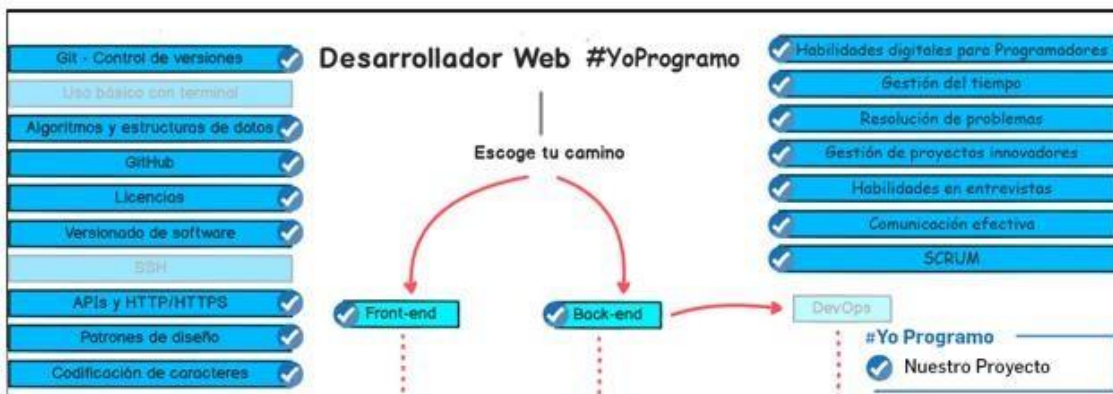 Desarrollador Web #YoProgramo
Escoge tu camino
Git - Control de versiones
Uso básico con terminal
Algoritmos y estructuras de datos
GitHub
Licencias
Versionado de software
SSH
APIs y HTTP/HTTPS
Patrones de diseño
Codificación de caracteres
Front-end
Back-end
DevOps
Habilidades digitales para Programadores
Gestión del tiempo
Resolución de problemas
Gestión de proyectos innovadores
Habilidades en entrevistas
Comunicación efectiva
SCRUM
#Yo Programo
Nuestro Proyecto